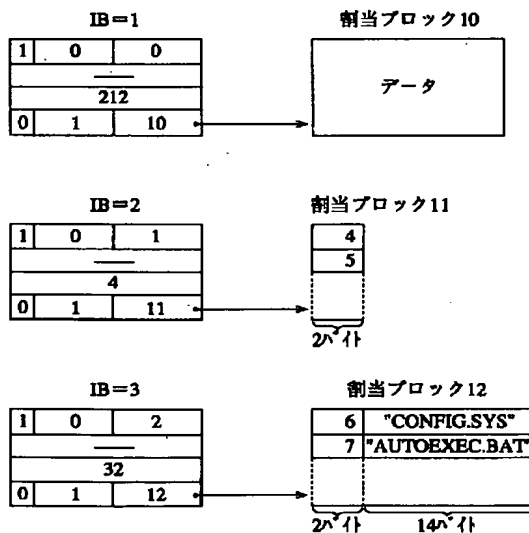 IB＝1
割当ブロック10
1 0 0
データ
212
0 1 10
IB＝2
割当ブロック11
1 0 1
4
5
4
0 1 11
2バイト
IB＝3
割当ブロック12
1 0 2
6 "CONFIG.SYS"
7 "AUTOEXEC.BAT"
32
0 1 12
2バイト 14バイト